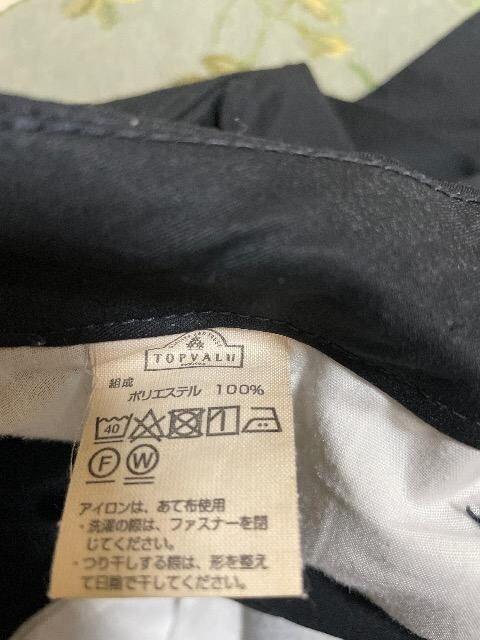 TOPVALU
組成
ポリエステル 100%
40
F W
アイロンは、あて布使用
・洗濯の際は、ファスナーを閉
じてください。
・つり干しする際は、形を整え
て日陰で干してください。